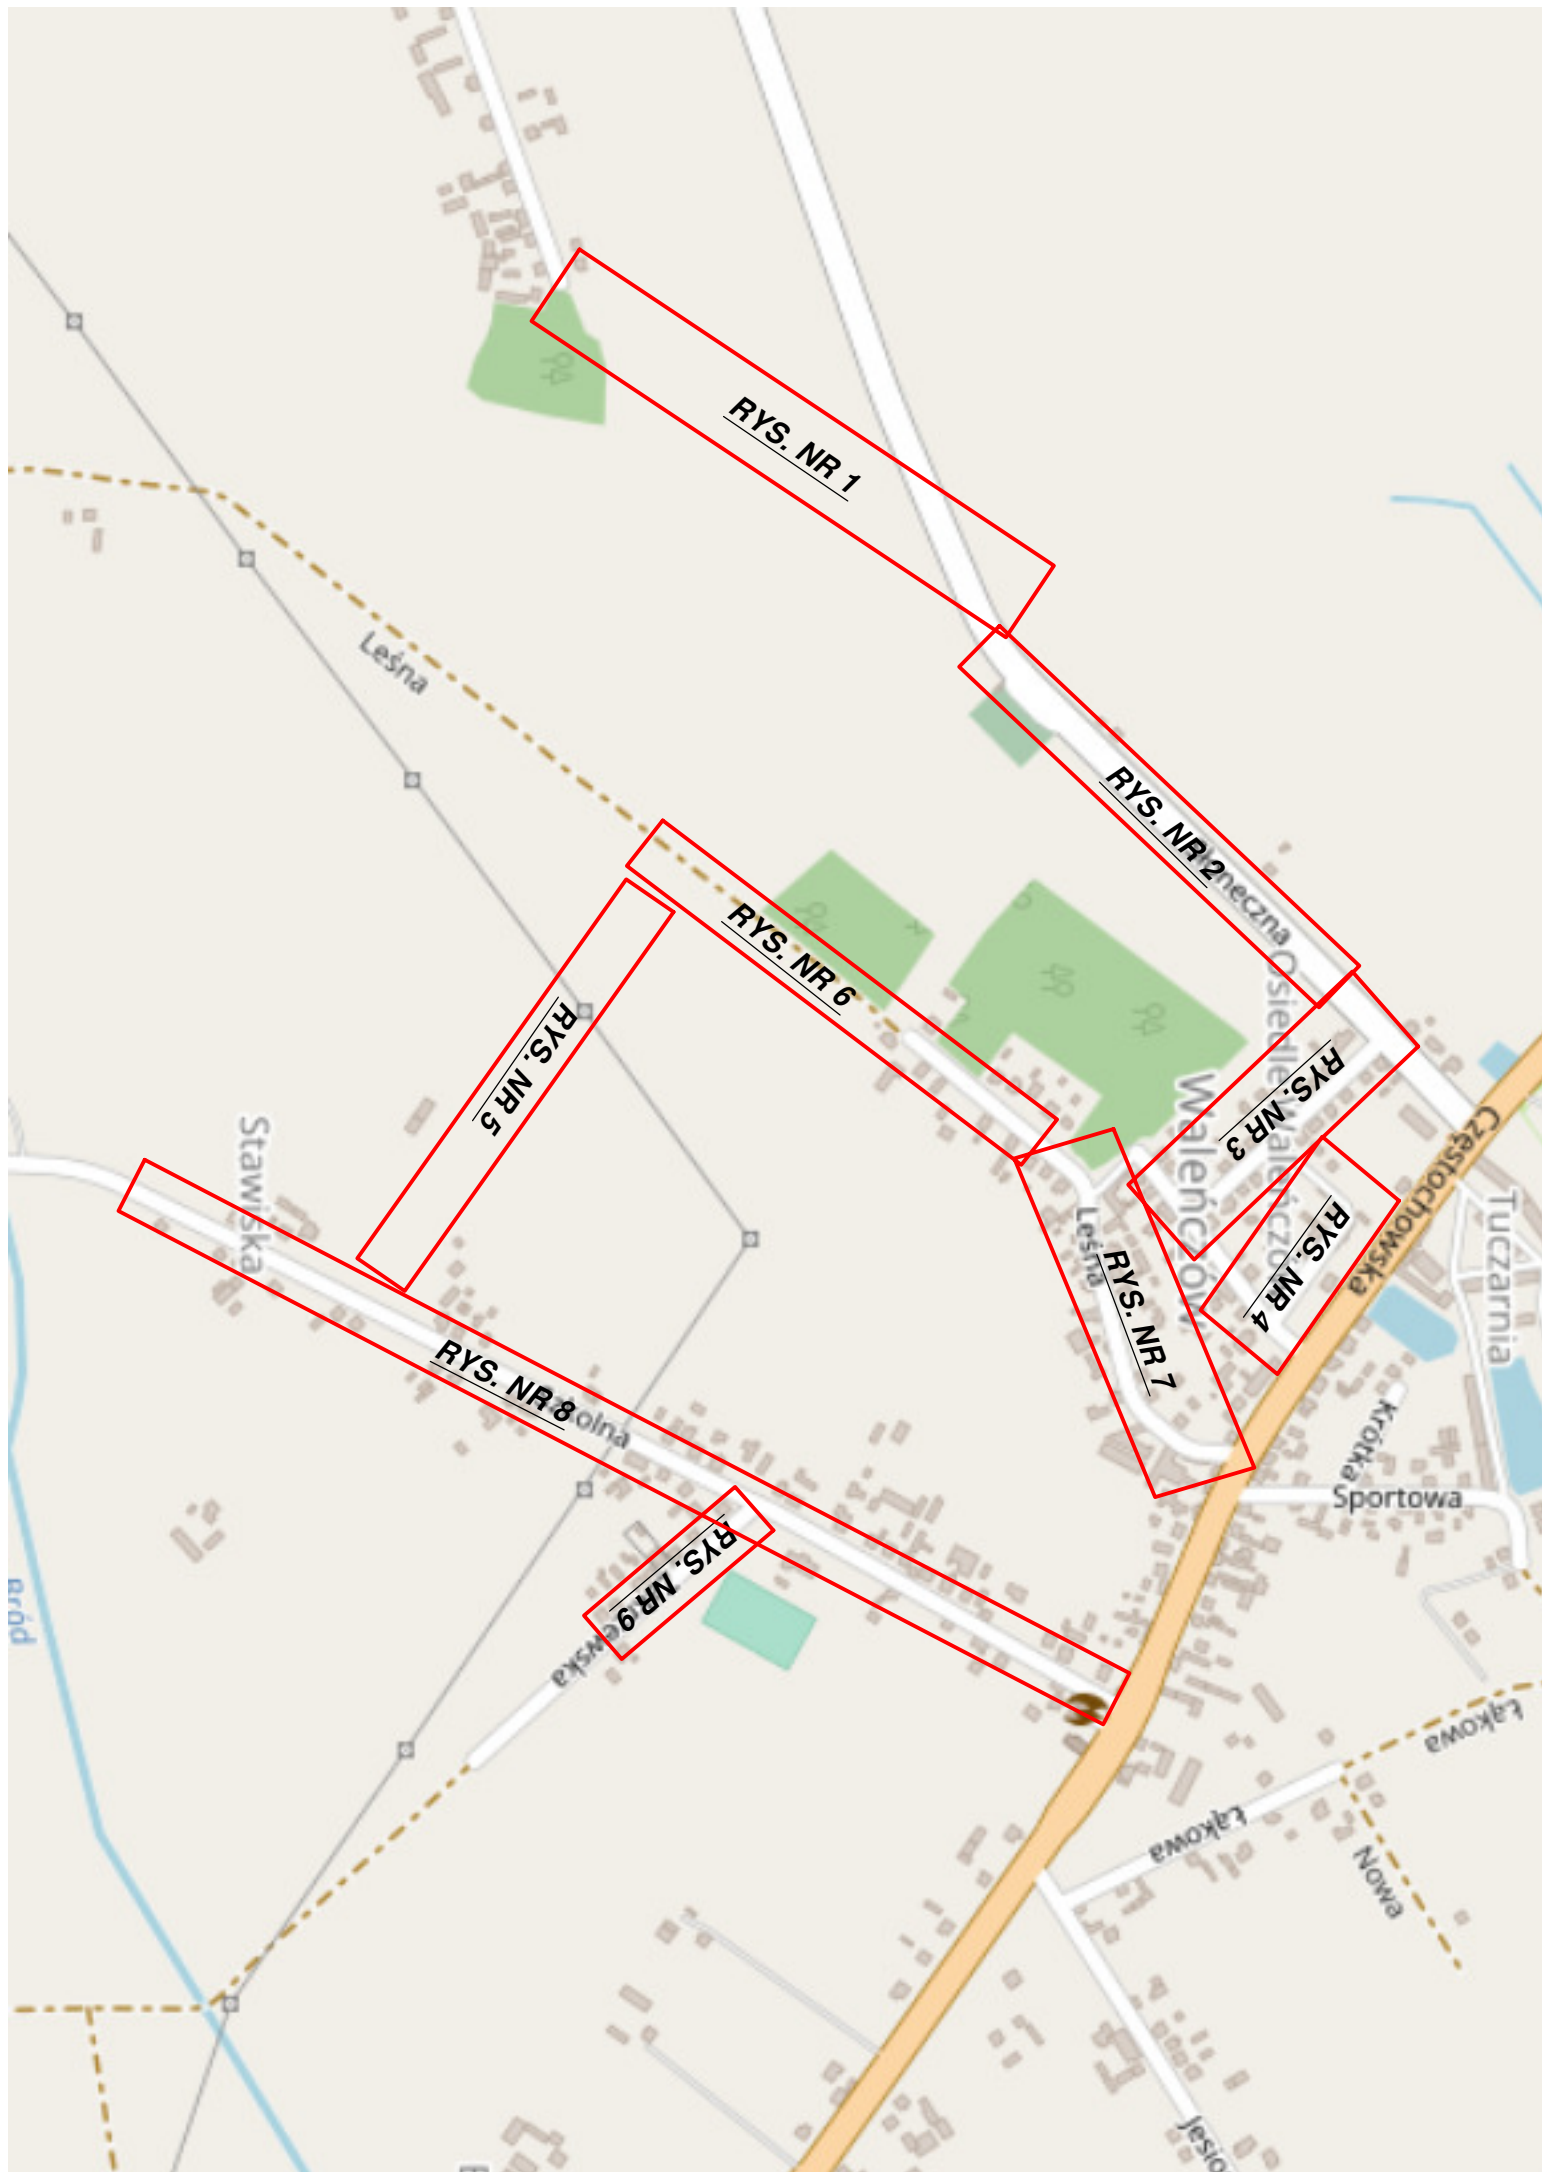 RYS. NR 1
Leśna
RYS. NR 2
RYS. NR 6
Osiedle Waleńczów
RYS. NR 5
RYS. NR 3
Waleńczów
Częstochowska
Stawiska
Leśna
RYS. NR 4
Tuczarnia
RYS. NR 7
RYS. NR 8
Krótka
Sportowa
RYS. NR 9
Bród
Łąkowa
Łąkowa
Nowa
Jesio